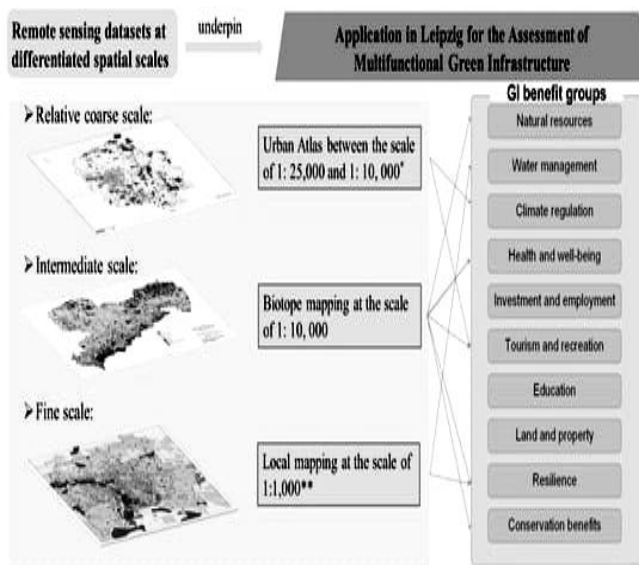 Remote sensing datasets at
differentiated spatial scales
underpin
Application in Leipzig for the Assessment of
Multifunctional Green Infrastructure
➤Relative coarse scale:
Urban Atlas between the scale
of 1: 25,000 and 1: 10, 000*
➤Intermediate scale:
Biotope mapping at the scale
of 1: 10, 000
➤Fine scale:
Local mapping at the scale of
1:1,000**
GI benefit groups
Natural resources
Water management
Climate regulation
Health and well-being
Investment and employment
Tourism and recreation
Education
Land and property
Resilience
Conservation benefits